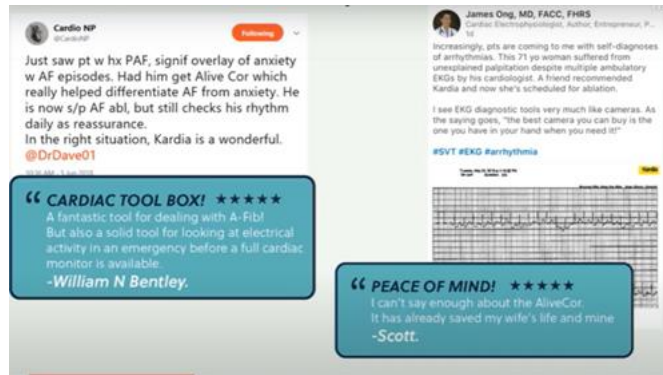 Cardio NP
@CardioNP
Following
Just saw pt w hx PAF, signif overlay of anxiety
w AF episodes. Had him get Alive Cor which
really helped differentiate AF from anxiety. He
is now s/p AF abl, but still checks his rhythm
daily as reassurance.
In the right situation, Kardia is a wonderful.
@DrDave01
“ CARDIAC TOOL BOX! ★★★★★
A fantastic tool for dealing with A-Fib!
But also a solid tool for looking at electrical
activity in an emergency before a full cardiac
monitor is available.
-William N Bentley.
James Ong, MD, FACC, FHRS
Cardiac Electrophysiologist, Author, Entrepreneur, P...
1d
Increasingly, pts are coming to me with self-diagnoses
of arrhythmias. This 71 yo woman suffered from
unexplained palpitation despite multiple ambulatory
EKGs by his cardiologist. A friend recommended
Kardia and now she's scheduled for ablation.
I see EKG diagnostic tools very much like cameras. As
the saying goes, "the best camera you can buy is the
one you have in your hand when you need it!"
#SVT #EKG #arrhythmia
Kardia
“ PEACE OF MIND! ★★★★★
I can't say enough about the AliveCor.
It has already saved my wife's life and mine
-Scott.